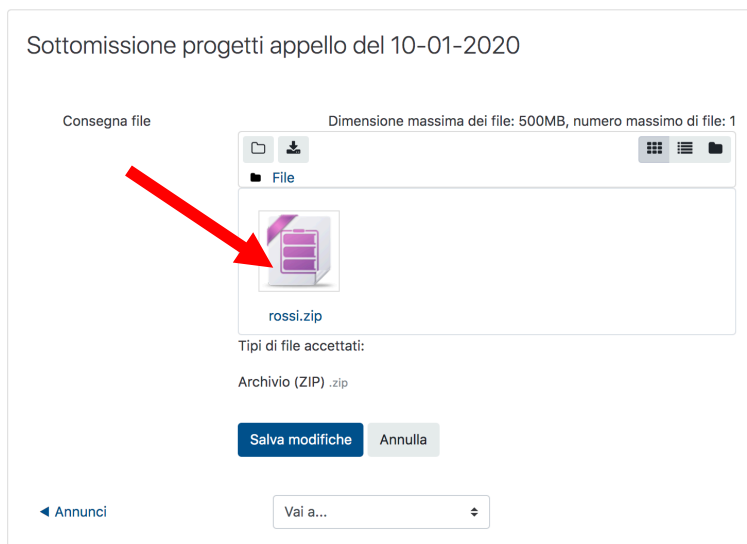 Sottomissione progetti appello del 10-01-2020
Consegna file
Dimensione massima dei file: 500MB, numero massimo di file: 1
File
rossi.zip
Tipi di file accettati:
Archivio (ZIP) .zip
Salva modifiche Annulla
◀ Annunci
Vai a...